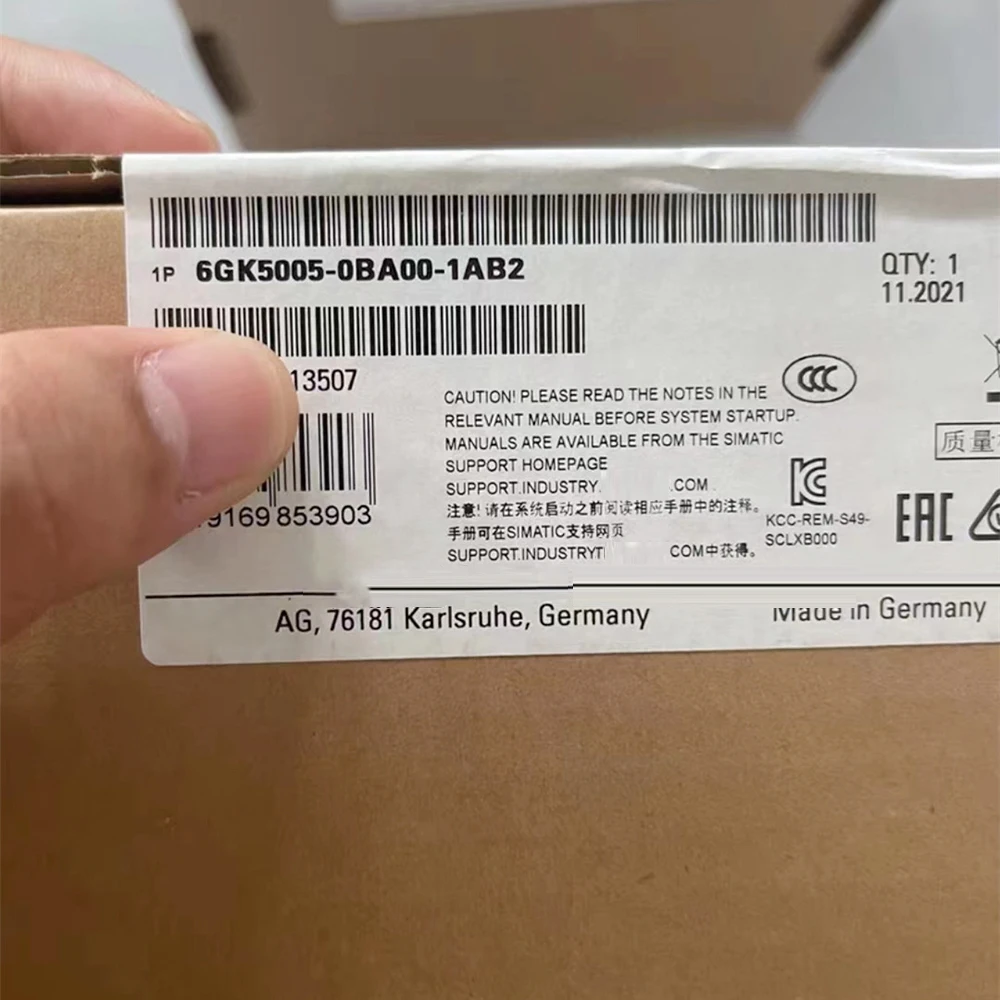 1P 6GK5005-0BA00-1AB2
QTY: 1
11.2021
13507
9169 853903
CAUTION! PLEASE READ THE NOTES IN THE
RELEVANT MANUAL BEFORE SYSTEM STARTUP.
MANUALS ARE AVAILABLE FROM THE SIMATIC
SUPPORT HOMEPAGE
SUPPORT.INDUSTRY. .COM
注意! 请在系统启动之前阅读相应手册中的注释。
手册可在SIMATIC支持网页
SUPPORT.INDUSTRY COM中获得。
CCC
KC
KCC-REM-S49-
SCLXB000
质量
EAC
AG, 76181 Karlsruhe, Germany
Made in Germany